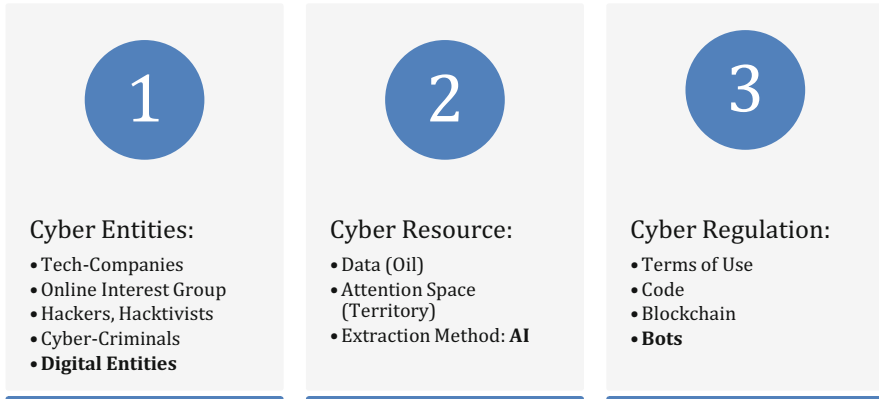 1
Cyber Entities:
• Tech-Companies
• Online Interest Group
• Hackers, Hacktivists
• Cyber-Criminals
• Digital Entities
2
Cyber Resource:
• Data (Oil)
• Attention Space
(Territory)
• Extraction Method: AI
3
Cyber Regulation:
• Terms of Use
• Code
• Blockchain
• Bots